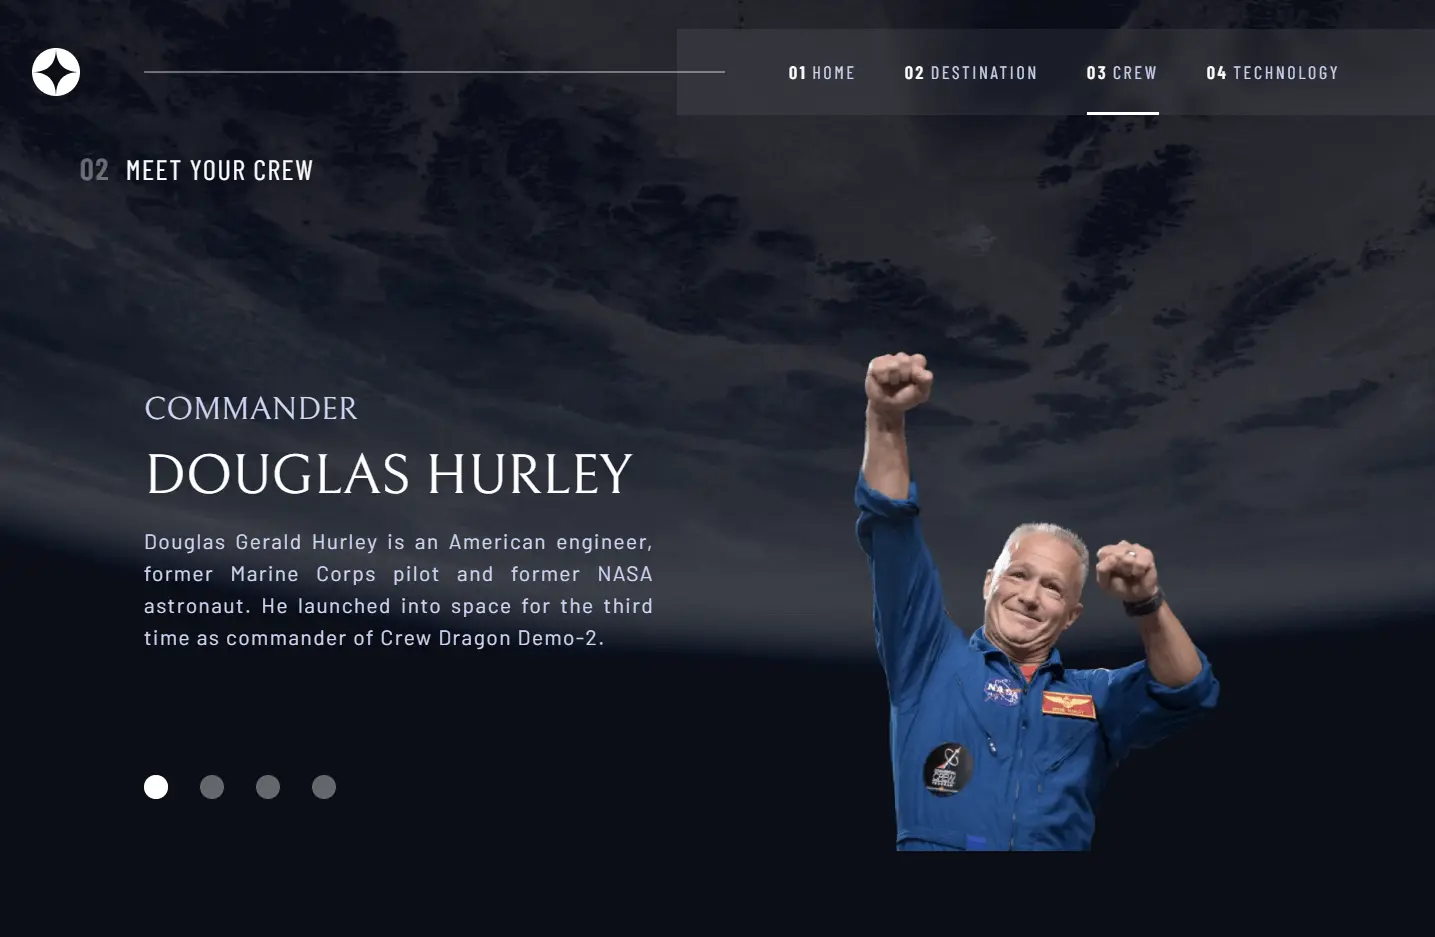 01 HOME 02 DESTINATION 03 CREW 04 TECHNOLOGY
02 MEET YOUR CREW
COMMANDER
DOUGLAS HURLEY
Douglas Gerald Hurley is an American engineer,
former Marine Corps pilot and former NASA
astronaut. He launched into space for the third
time as commander of Crew Dragon Demo-2.
NASA